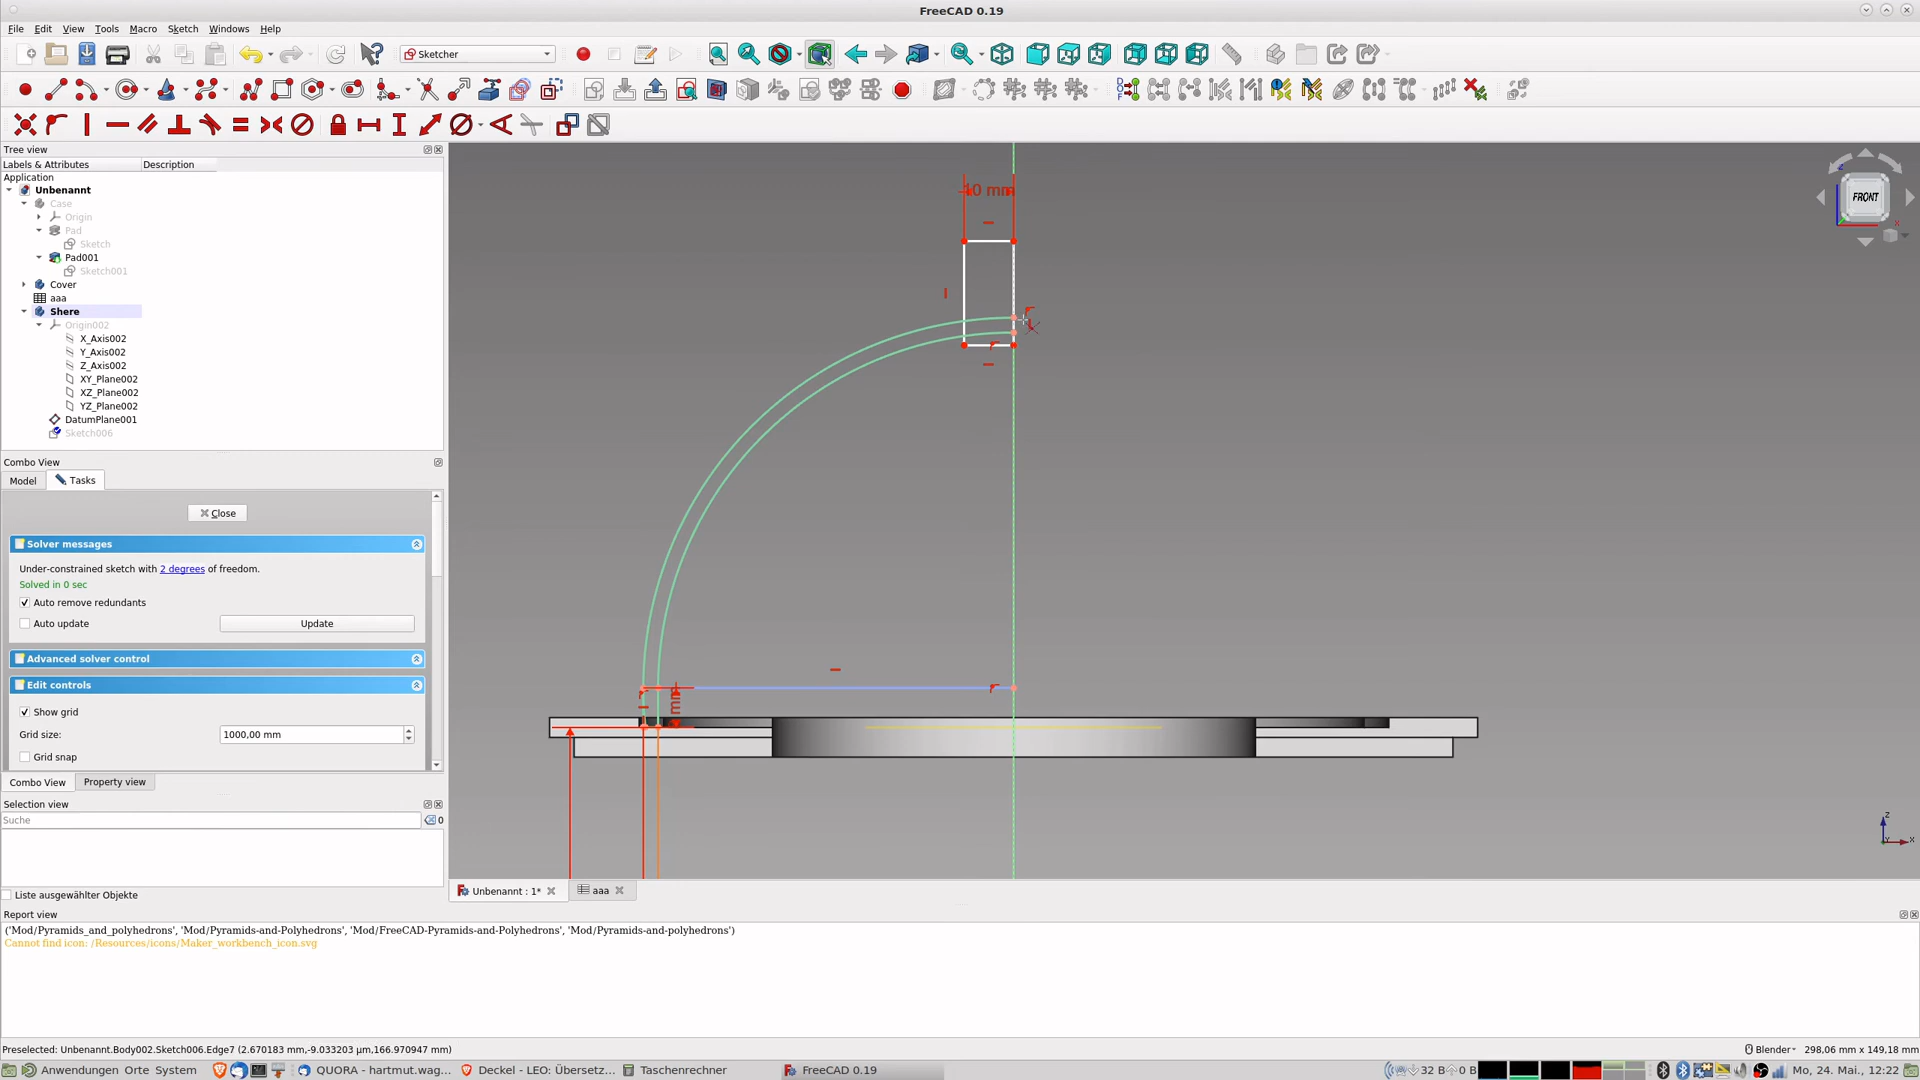 FreeCAD 0.19
File Edit View Tools Macro Sketch Windows Help
Sketcher
Tree view
Labels & Attributes Description
Application
Unbenannt
Case
Origin
Pad
Sketch
Pad001
Sketch001
Cover
aaa
Shere
Origin002
X_Axis002
Y_Axis002
Z_Axis002
XY_Plane002
XZ_Plane002
YZ_Plane002
DatumPlane001
Sketch006
Combo View
Model Tasks
Close
Solver messages
Under-constrained sketch with 2 degrees of freedom.
Solved in 0 sec
Auto remove redundants
Auto update Update
Advanced solver control
Edit controls
Show grid
Grid size: 1000,00 mm
Grid snap
Combo View Property view
Selection view
Suche 0
Liste ausgewählter Objekte
10 mm
mm
FRONT
Z
X
Unbenannt : 1* aaa
Report view
('Mod/Pyramids_and_polyhedrons', 'Mod/Pyramids-and-Polyhedrons', 'Mod/FreeCAD-Pyramids-and-Polyhedrons', 'Mod/Pyramids-and-polyhedrons')
Cannot find icon: /Resources/icons/Maker_workbench_icon.svg
Preselected: Unbenannt.Body002.Sketch006.Edge7 (2.670183 mm,-9.033203 µm,166.970947 mm) Blender 298,06 mm x 149,18 mm
Anwendungen Orte System QUORA - hartmut.wag... Deckel - LEO: Übersetz... Taschenrechner FreeCAD 0.19 32 B 0 B Mo, 24. Mai., 12:22